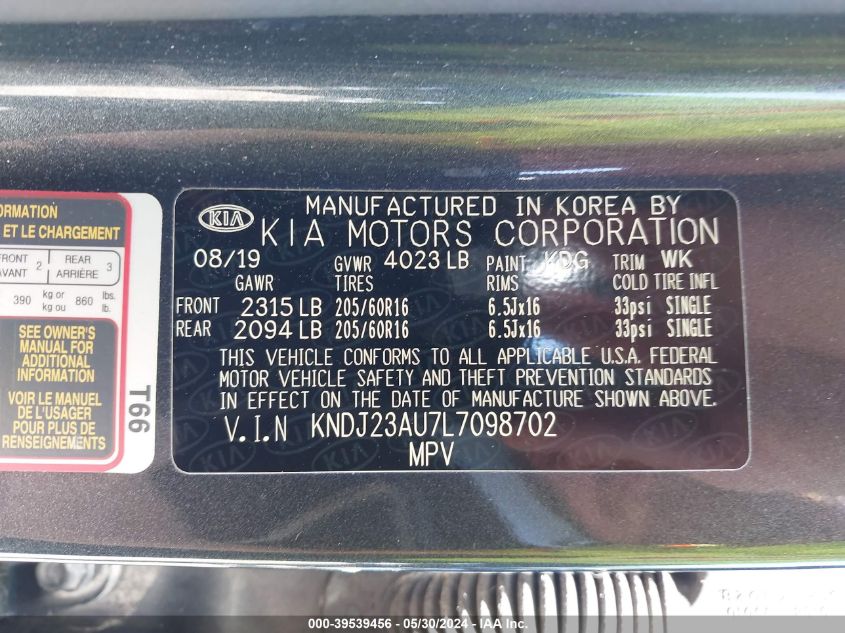 KIA
MANUFACTURED IN KOREA BY
KIA MOTORS CORPORATION
08/19 GVWR 4023 LB PAINT KDG TRIM WK
GAWR TIRES RIMS COLD TIRE INFL
FRONT 2315 LB 205/60R16 6.5Jx16 33psi SINGLE
REAR 2094 LB 205/60R16 6.5Jx16 33psi SINGLE
THIS VEHICLE CONFORMS TO ALL APPLICABLE U.S.A. FEDERAL
MOTOR VEHICLE SAFETY AND THEFT PREVENTION STANDARDS
IN EFFECT ON THE DATE OF MANUFACTURE SHOWN ABOVE.
V.I.N KNDJ23AU7L7098702
MPV
ET LE CHARGEMENT
FRONT 2 REAR 3
AVANT ARRIÈRE
390 kg or 860 lbs.
kg ou lb.
SEE OWNER'S
MANUAL FOR
ADDITIONAL
INFORMATION
VOIR LE MANUEL
DE L'USAGER
POUR PLUS DE
RENSEIGNEMENTS
T66
000-39539456 - 05/30/2024 - IAA